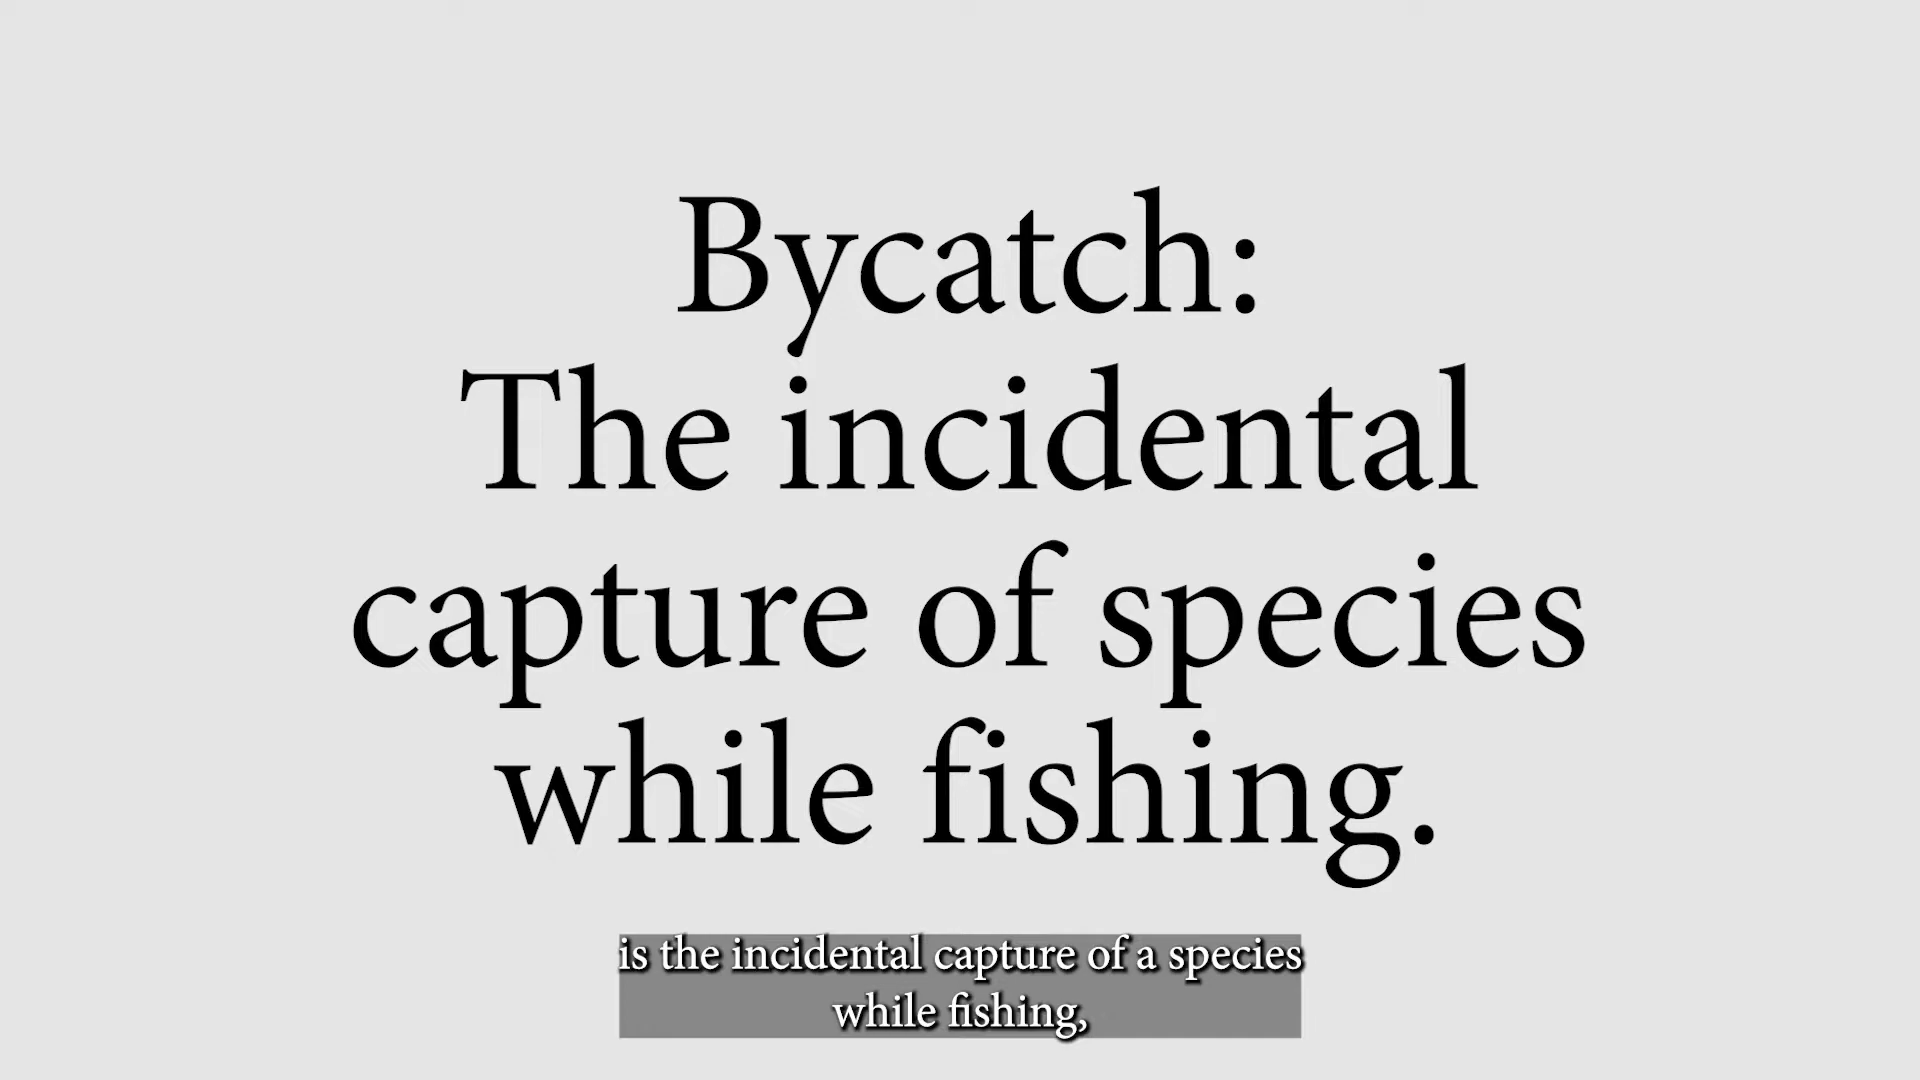 Bycatch:
The incidental
capture of species
while fishing.
is the incidental capture of a species
while fishing,